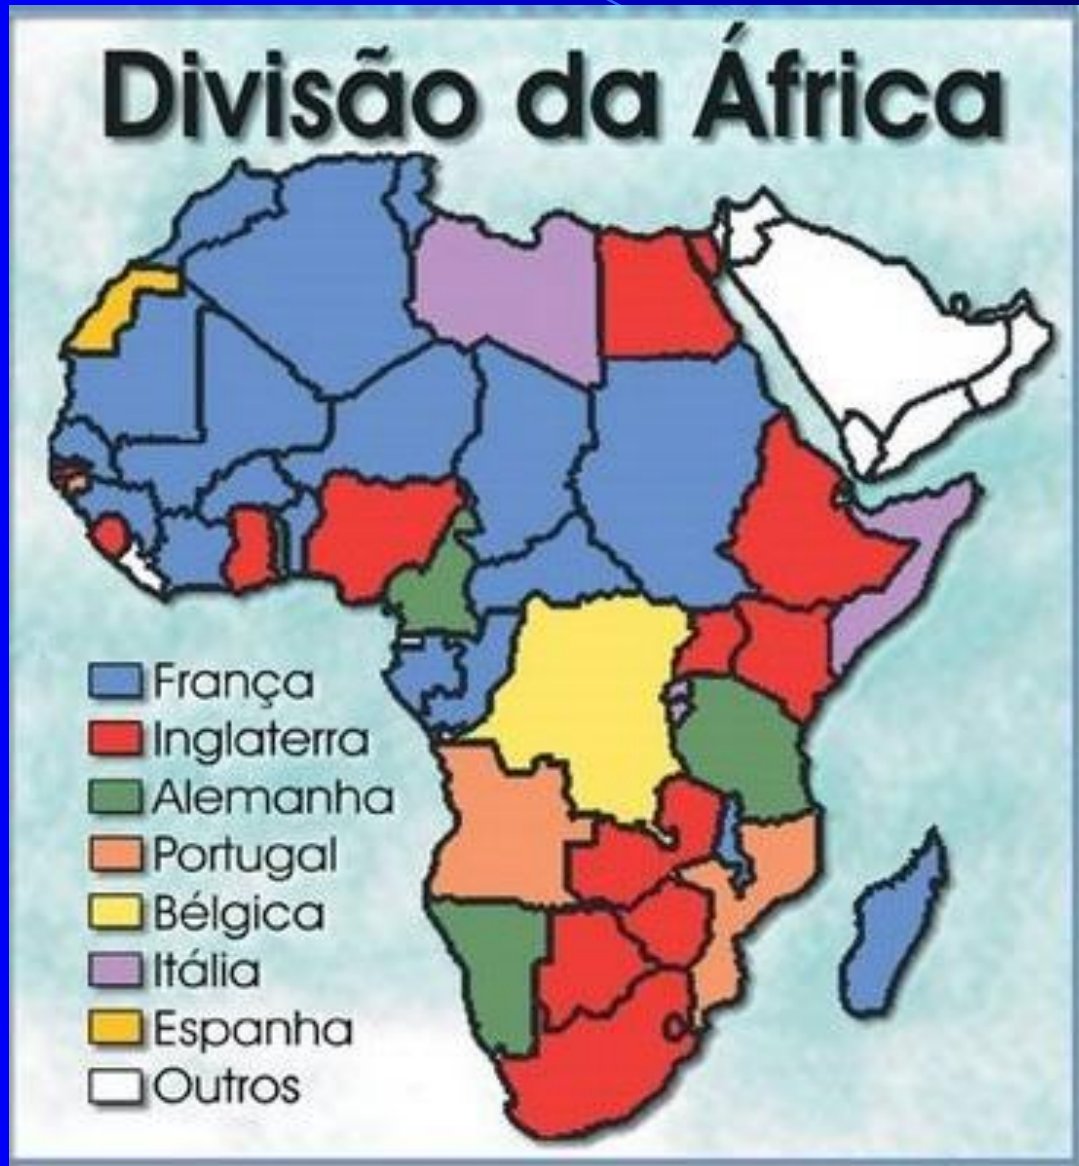 Divisão da África
França
Inglaterra
Alemanha
Portugal
Bélgica
Itália
Espanha
Outros